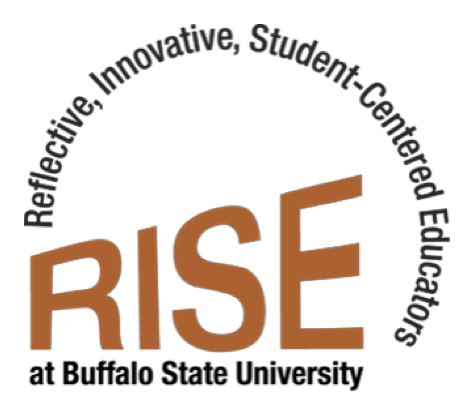 Reflective, Innovative, Student-Centered Educators
RISE
at Buffalo State University